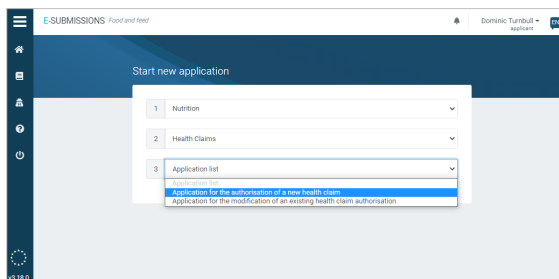 E-SUBMISSIONS Food and feed
Dominic Turnbull
applicant
EN
Start new application
1 Nutrition
2 Health Claims
3 Application list
Application list
Application for the authorisation of a new health claim
Application for the modification of an existing health claim authorisation
v3.18.0